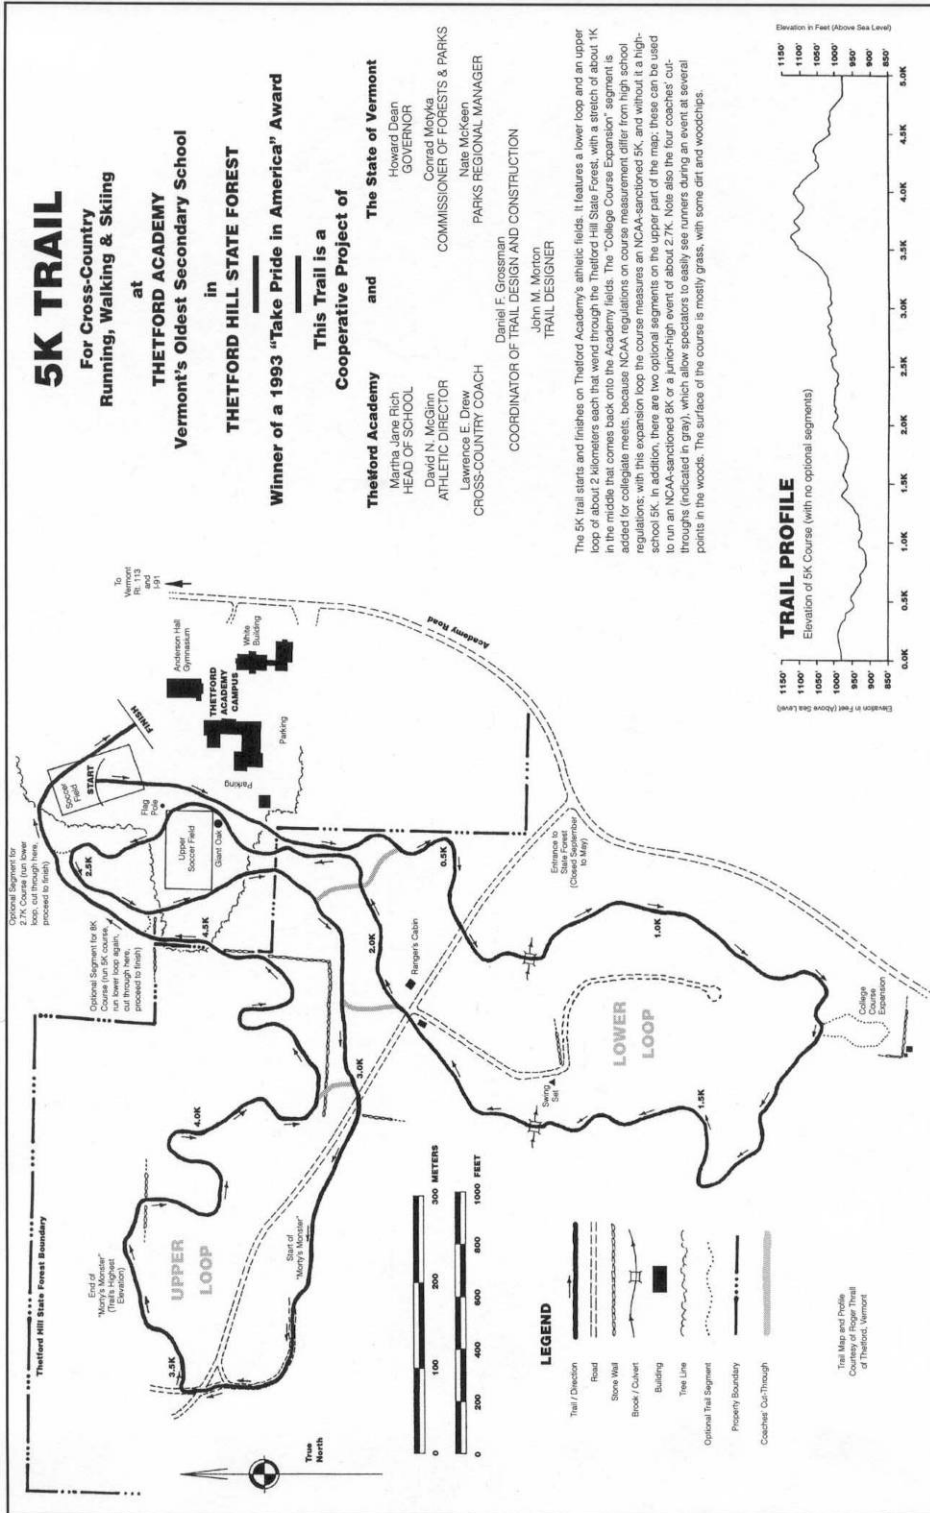 5K TRAIL
For Cross-Country
Running, Walking & Skiing
at
THETFORD ACADEMY
Vermont's Oldest Secondary School
in
THETFORD HILL STATE FOREST
Winner of a 1993 "Take Pride in America" Award
This Trail is a
Cooperative Project of
Thetford Academy and The State of Vermont
Martha Jane Rich
HEAD OF SCHOOL
David N. McGinn
ATHLETIC DIRECTOR
Lawrence E. Drew
CROSS-COUNTRY COACH
Howard Dean
GOVERNOR
Conrad Motyka
COMMISSIONER OF FORESTS & PARKS
Nate McKeen
PARKS REGIONAL MANAGER
Daniel F. Grossman
COORDINATOR OF TRAIL DESIGN AND CONSTRUCTION
John M. Morton
TRAIL DESIGNER
The 5K trail starts and finishes on Thetford Academy's athletic fields. It features a lower loop and an upper
loop of about 2 kilometers each that wend through the Thetford Hill State Forest, with a stretch of about 1K
in the middle that comes back onto the Academy fields. The "College Course Expansion" segment is
added for collegiate meets, because NCAA regulations on course measurement differ from high school
regulations; with this expansion loop the course measures an NCAA-sanctioned 5K, and without it a high-
school 5K. In addition, there are two optional segments on the upper part of the map; these can be used
to run an NCAA-sanctioned 8K or a junior-high event of about 2.7K. Note also the four coaches' cut-
throughs (indicated in gray), which allow spectators to easily see runners during an event at several
points in the woods. The surface of the course is mostly grass, with some dirt and woodchips.
TRAIL PROFILE
Elevation of 5K Course (with no optional segments)
Elevation in Feet (Above Sea Level)
1150'
1100'
1050'
1000'
950'
900'
850'
0.0K
0.5K
1.0K
1.5K
2.0K
2.5K
3.0K
3.5K
4.0K
4.5K
5.0K
Elevation in Feet (Above Sea Level)
1150'
1100'
1050'
1000'
950'
900'
850'
Thetford Hill State Forest Boundary
Optional Segment for
2.7K Course (run lower
loop, cut through here,
proceed to finish)
Optional Segment for 8K
Course (run 5K course,
run lower loop again,
cut through here,
proceed to finish)
To
Vermont
Rt. 113
and
I-91
Anderson Hall
Gymnasium
White
Building
THETFORD
ACADEMY
CAMPUS
Parking
Parking
FINISH
START
Soccer
Field
Flag
Pole
Upper
Soccer Field
Giant Oak
Academy Road
Entrance to
State Forest
(Closed September
to May)
Ranger's Cabin
0.5K
1.0K
1.5K
2.0K
2.5K
3.0K
3.5K
4.0K
4.5K
LOWER
LOOP
UPPER
LOOP
Swing
Set
College
Course
Expansion
End of
"Morty's Monster"
(Trail's Highest
Elevation)
Start of
"Morty's Monster"
True
North
0 100 200 300 METERS
0 200 400 600 800 1000 FEET
LEGEND
Trail / Direction
Road
Stone Wall
Brook / Culvert
Building
Tree Line
Optional Trail Segment
Property Boundary
Coaches' Cut-Through
Trail Map and Profile
Courtesy of Roger Thrall
of Thetford, Vermont